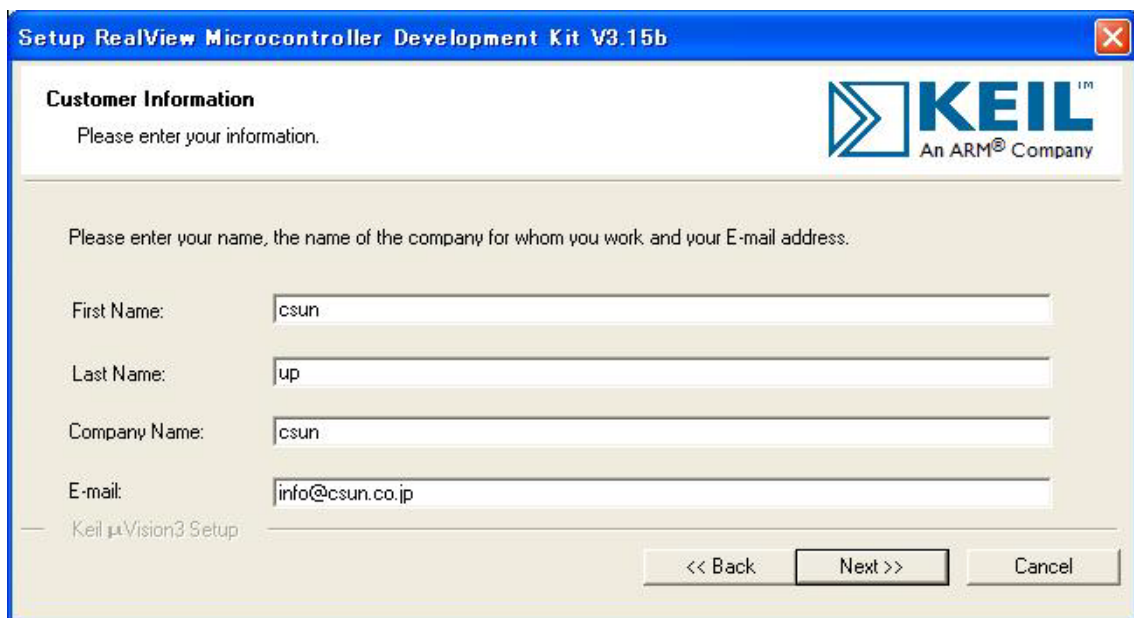 Setup RealView Microcontroller Development Kit V3.15b
Customer Information
Please enter your information.
KEIL™
An ARM® Company
Please enter your name, the name of the company for whom you work and your E-mail address.
First Name: csun
Last Name: up
Company Name: csun
E-mail: info@csun.co.jp
Keil µVision3 Setup
<< Back Next >> Cancel